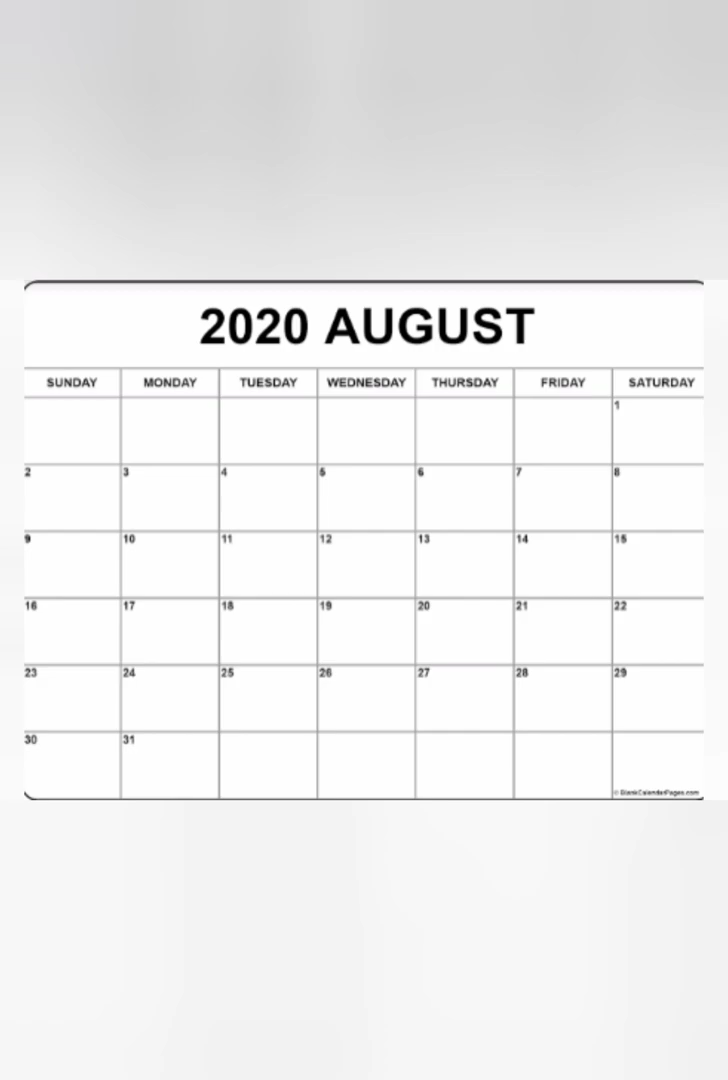 2020 AUGUST
SUNDAY MONDAY TUESDAY WEDNESDAY THURSDAY FRIDAY SATURDAY
1
2 3 4 5 6 7 8
9 10 11 12 13 14 15
16 17 18 19 20 21 22
23 24 25 26 27 28 29
30 31
© BlankCalendarPages.com